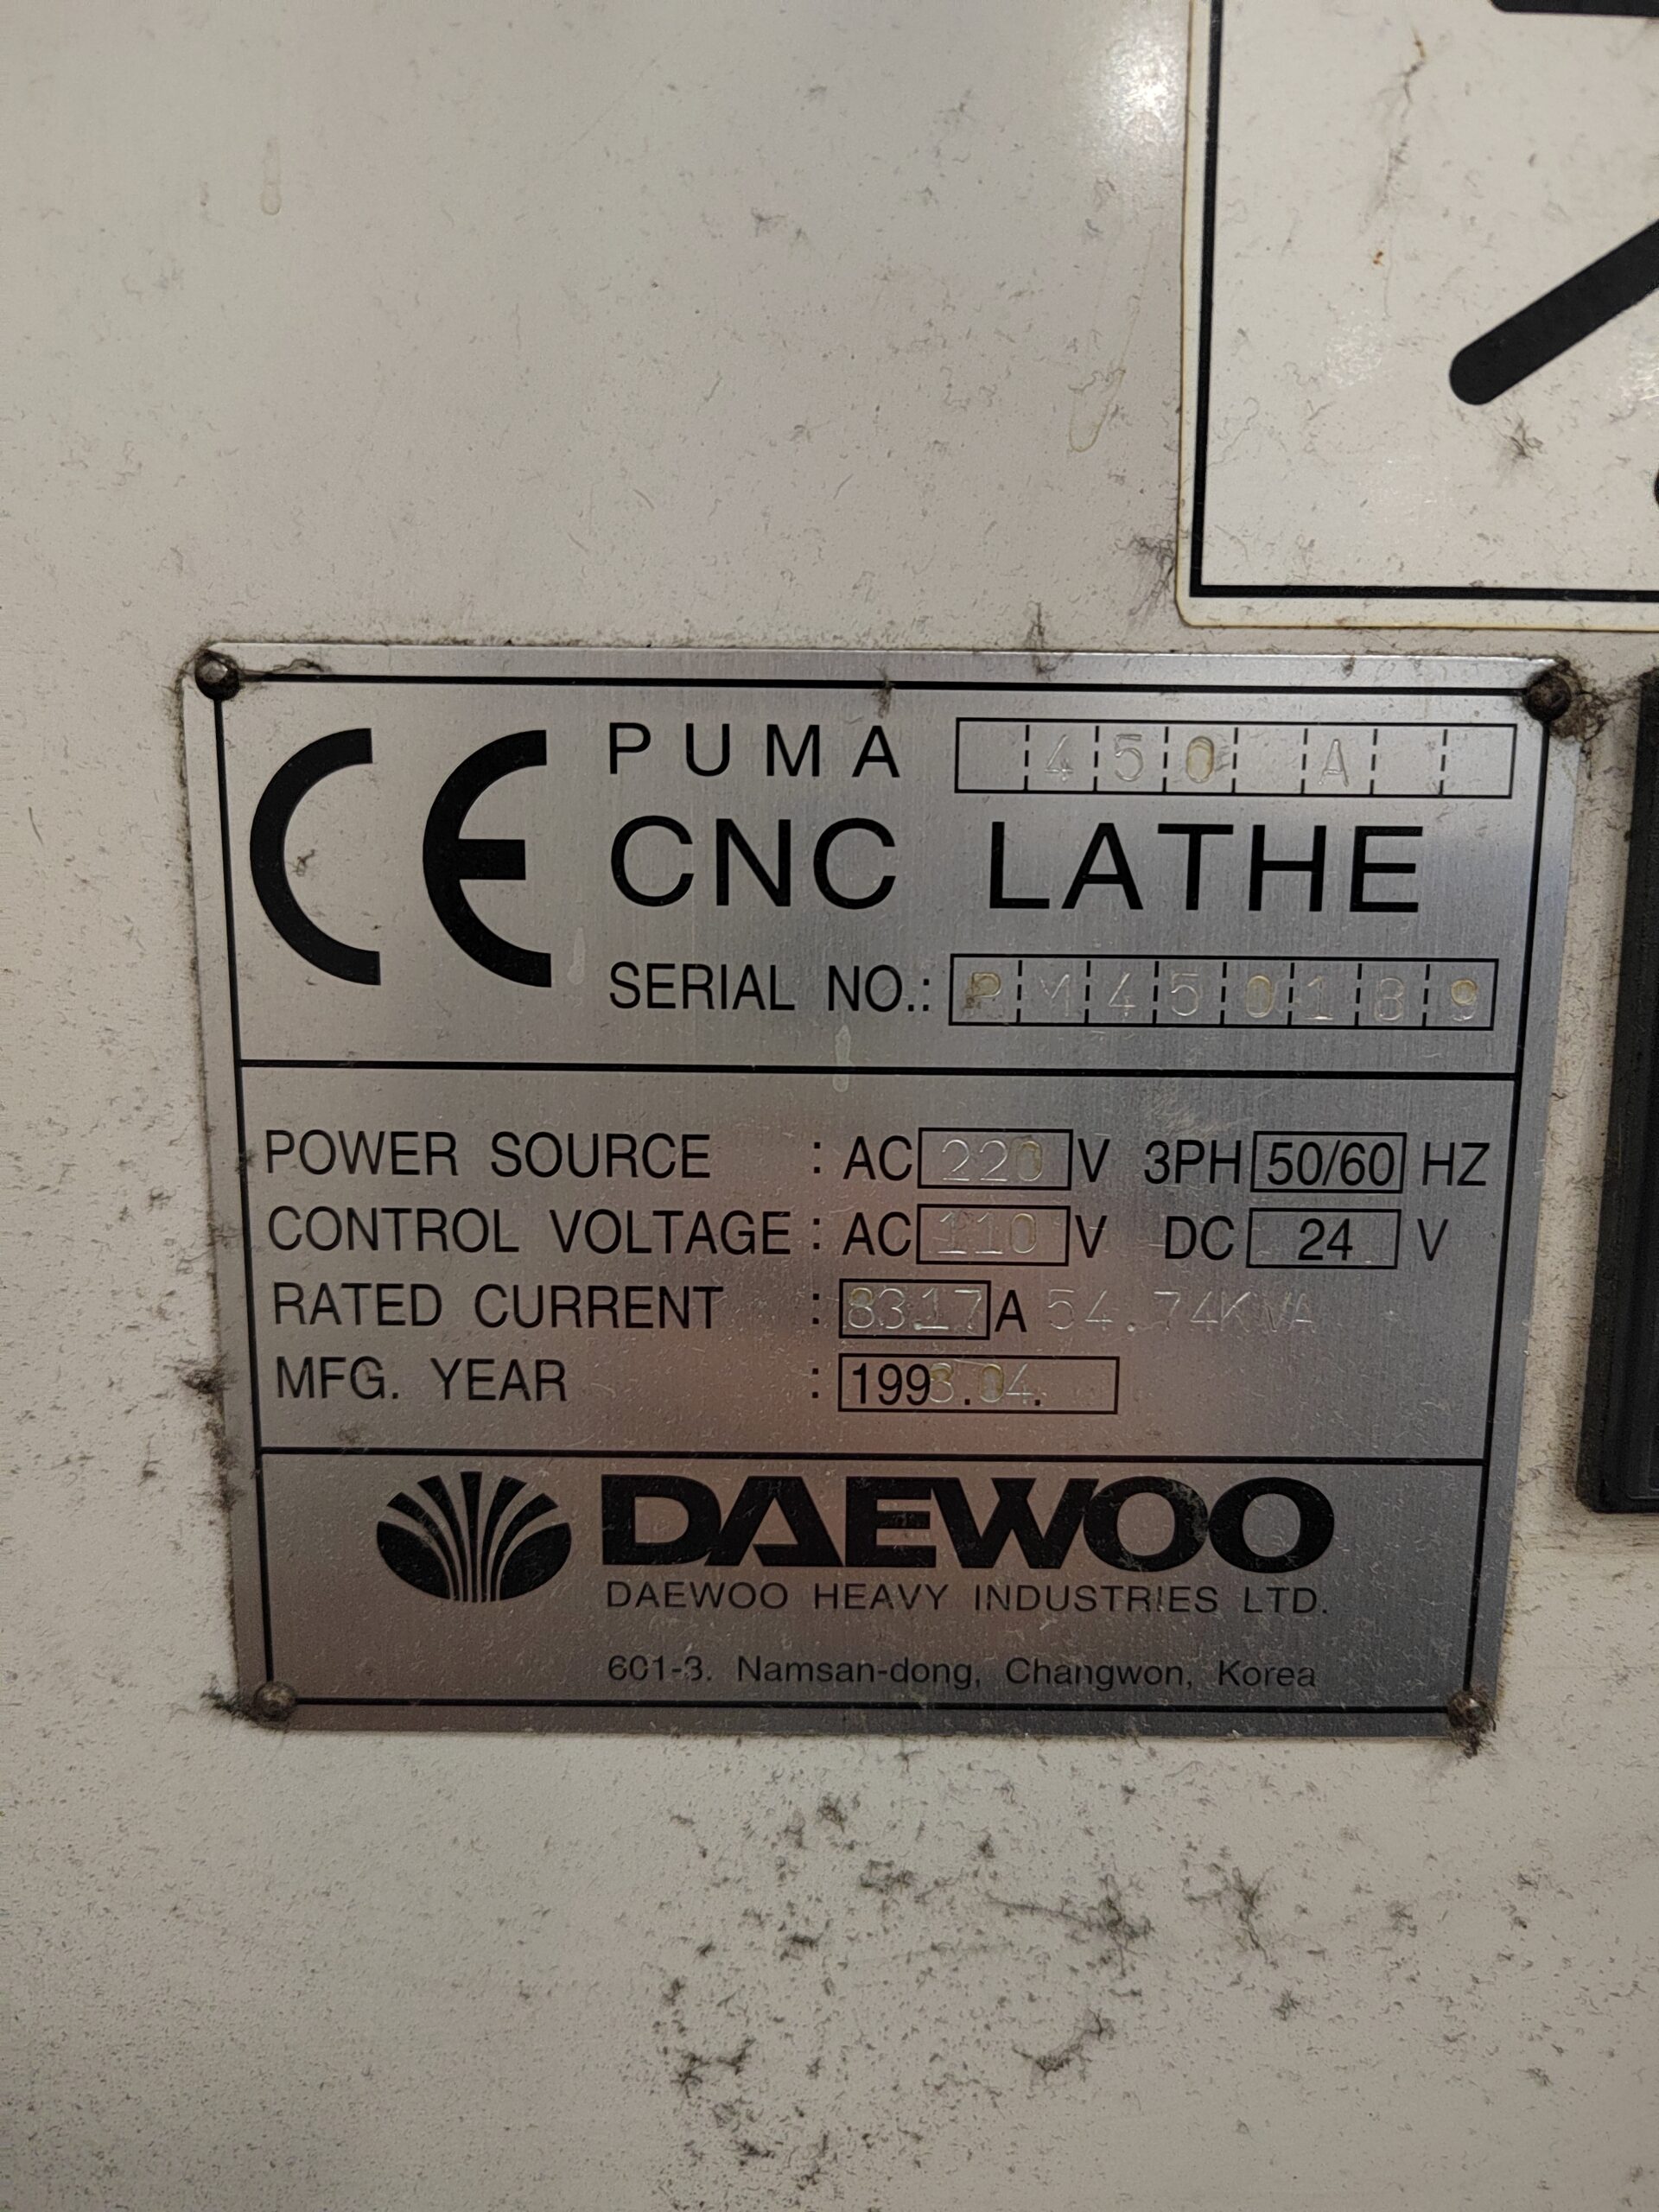 CE
PUMA 450 A
CNC LATHE
SERIAL NO.: PM450189
POWER SOURCE : AC 220 V 3PH 50/60 HZ
CONTROL VOLTAGE : AC 110 V DC 24 V
RATED CURRENT : 83.17 A 54.74KVA
MFG. YEAR : 1998.04.
DAEWOO
DAEWOO HEAVY INDUSTRIES LTD.
601-3. Namsan-dong, Changwon, Korea